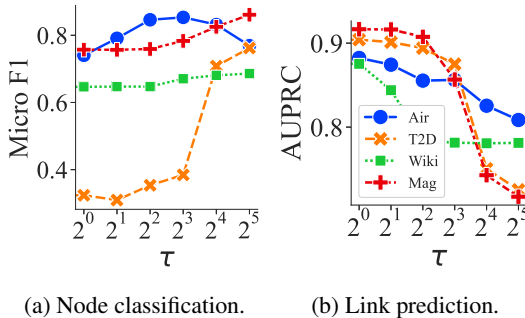 Micro F1
0.8
0.6
0.4
2^0 2^1 2^2 2^3 2^4 2^5
τ
(a) Node classification.
AUPRC
0.9
0.8
Air
T2D
Wiki
Mag
2^0 2^1 2^2 2^3 2^4 2^5
τ
(b) Link prediction.